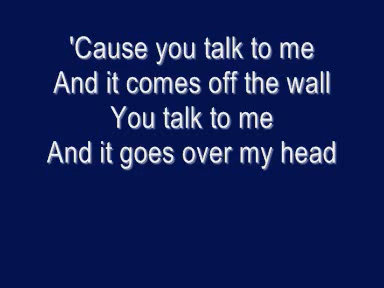 'Cause you talk to me
And it comes off the wall
You talk to me
And it goes over my head